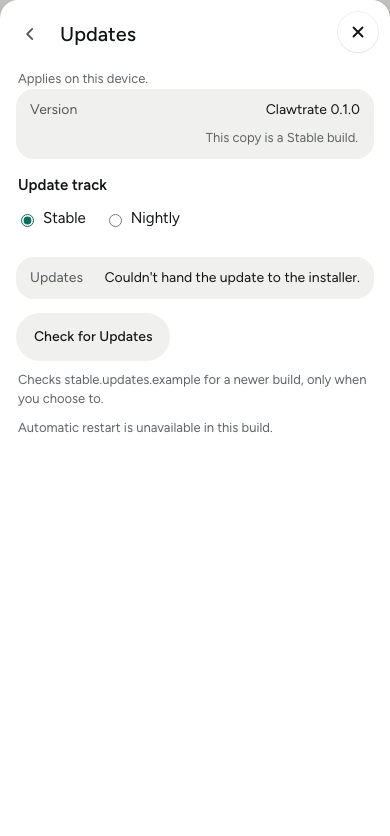 Updates
Applies on this device.
Version Clawtrate 0.1.0
This copy is a Stable build.
Update track
Stable Nightly
Updates Couldn't hand the update to the installer.
Check for Updates
Checks stable.updates.example for a newer build, only when
you choose to.
Automatic restart is unavailable in this build.